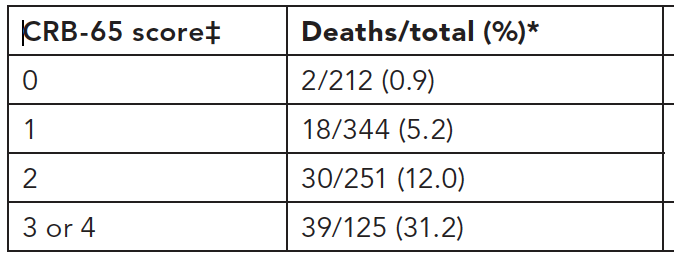 CRB-65 score‡ Deaths/total (%)*
0 2/212 (0.9)
1 18/344 (5.2)
2 30/251 (12.0)
3 or 4 39/125 (31.2)